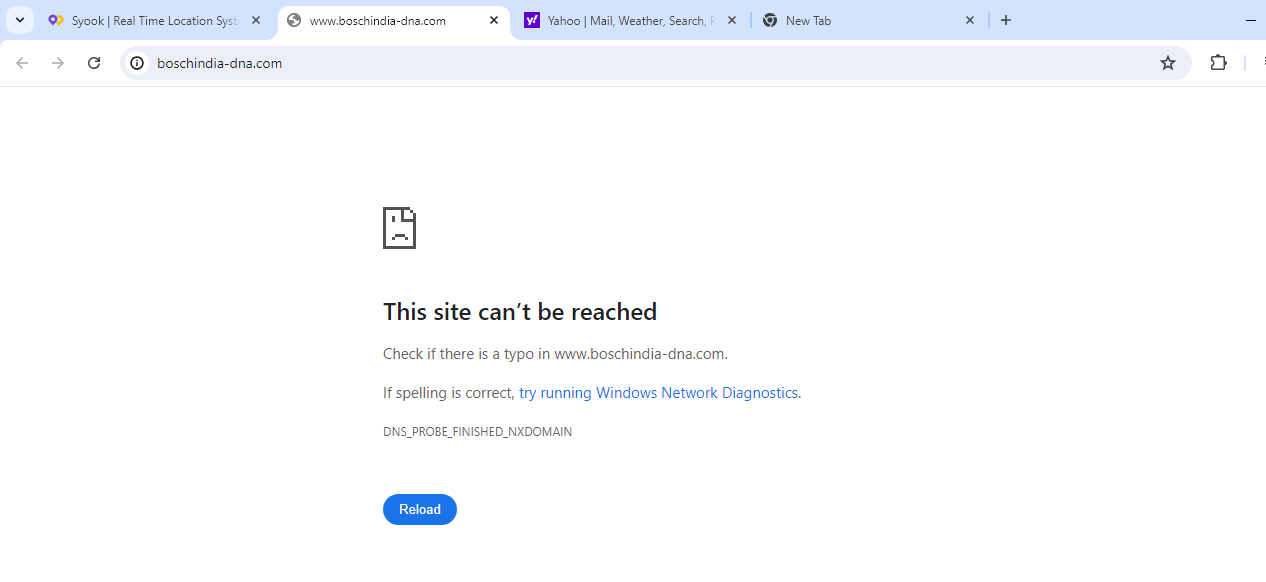 Syook | Real Time Location Syst
www.boschindia-dna.com
Yahoo | Mail, Weather, Search, P
New Tab
boschindia-dna.com
This site can’t be reached
Check if there is a typo in www.boschindia-dna.com.
If spelling is correct, try running Windows Network Diagnostics.
DNS_PROBE_FINISHED_NXDOMAIN
Reload